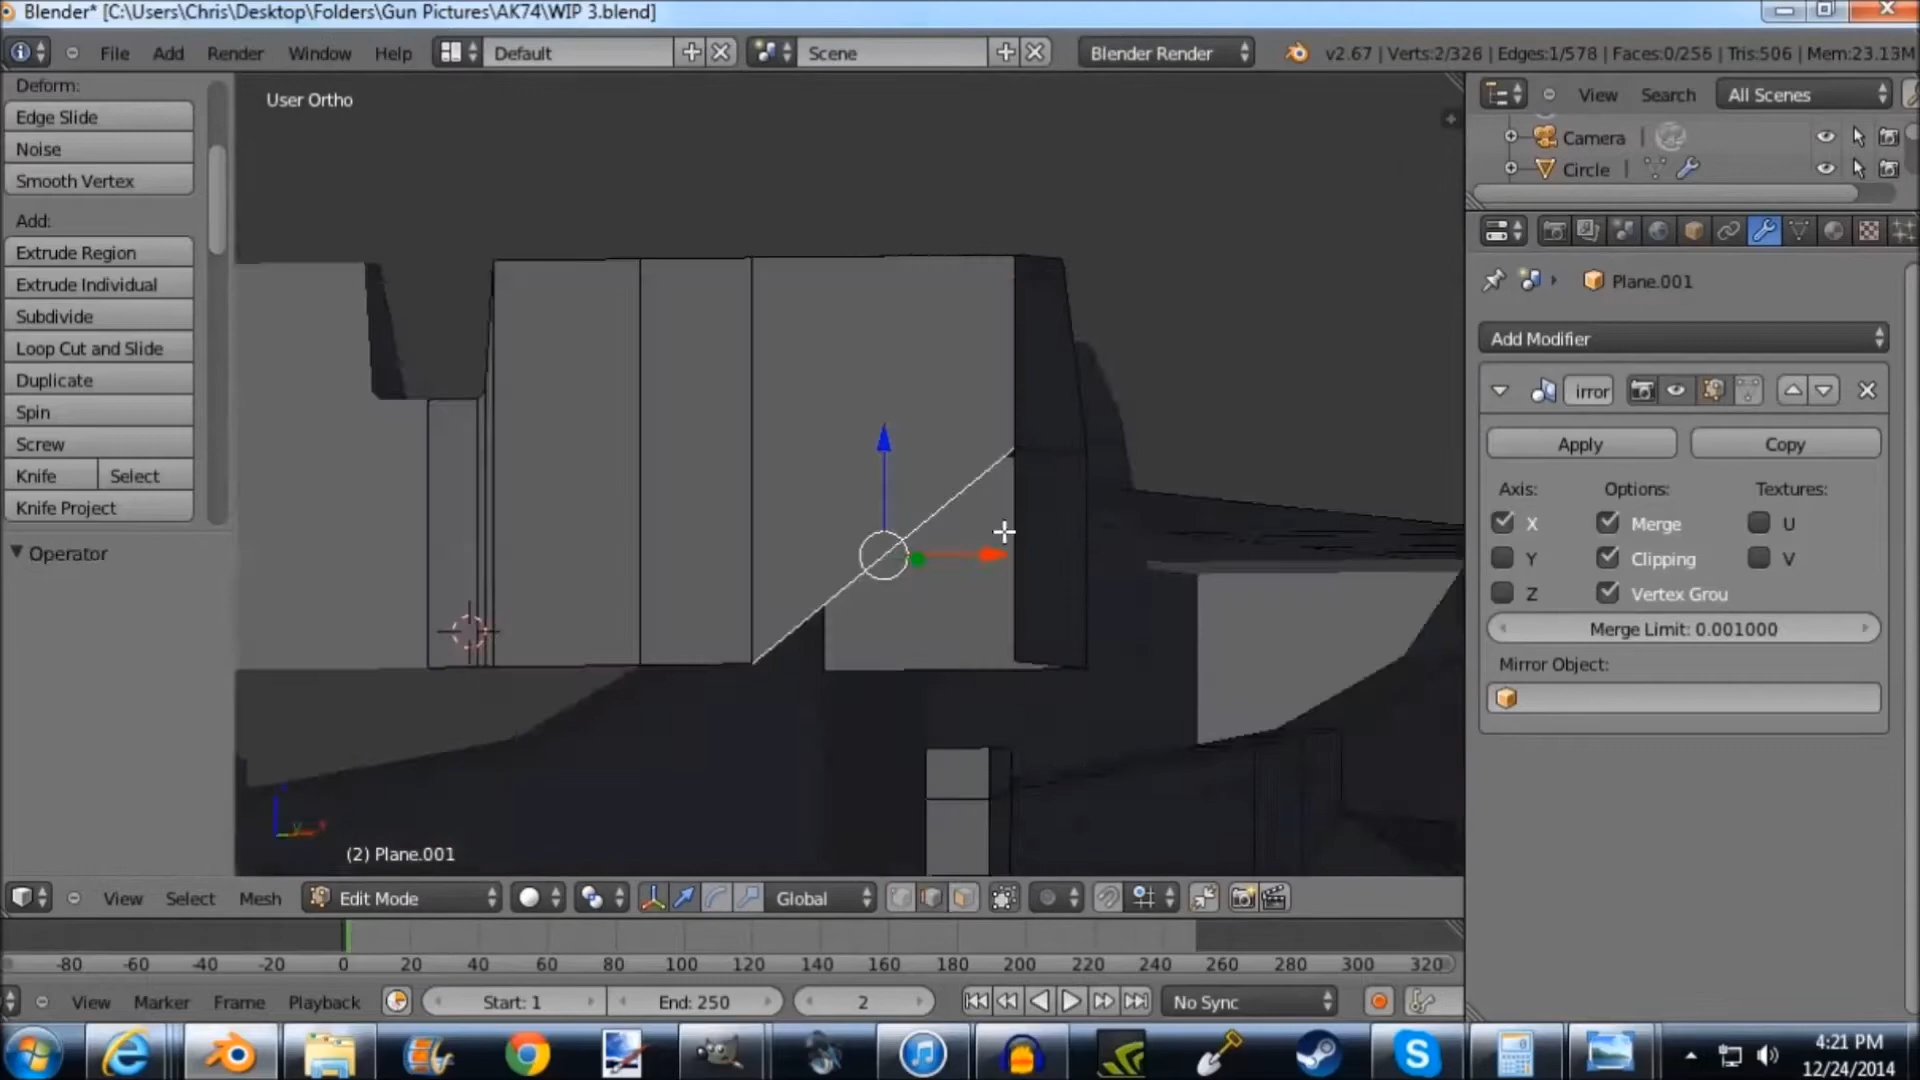 Blender* [C:\Users\Chris\Desktop\Folders\Gun Pictures\AK74\WIP 3.blend]
File Add Render Window Help Default Scene Blender Render v2.67 | Verts:2/326 | Edges:1/578 | Faces:0/256 | Tris:506 | Mem:23.13M
Deform:
Edge Slide
Noise
Smooth Vertex
Add:
Extrude Region
Extrude Individual
Subdivide
Loop Cut and Slide
Duplicate
Spin
Screw
Knife Select
Knife Project
Operator
User Ortho
(2) Plane.001
View Search All Scenes
Camera
Circle
Plane.001
Add Modifier
irror
Apply Copy
Axis: Options: Textures:
X Merge U
Y Clipping V
Z Vertex Grou
Merge Limit: 0.001000
Mirror Object:
View Select Mesh Edit Mode Global
-80 -60 -40 -20 0 20 40 60 80 100 120 140 160 180 200 220 240 260 280 300 320
View Marker Frame Playback Start: 1 End: 250 2 No Sync
4:21 PM
12/24/2014